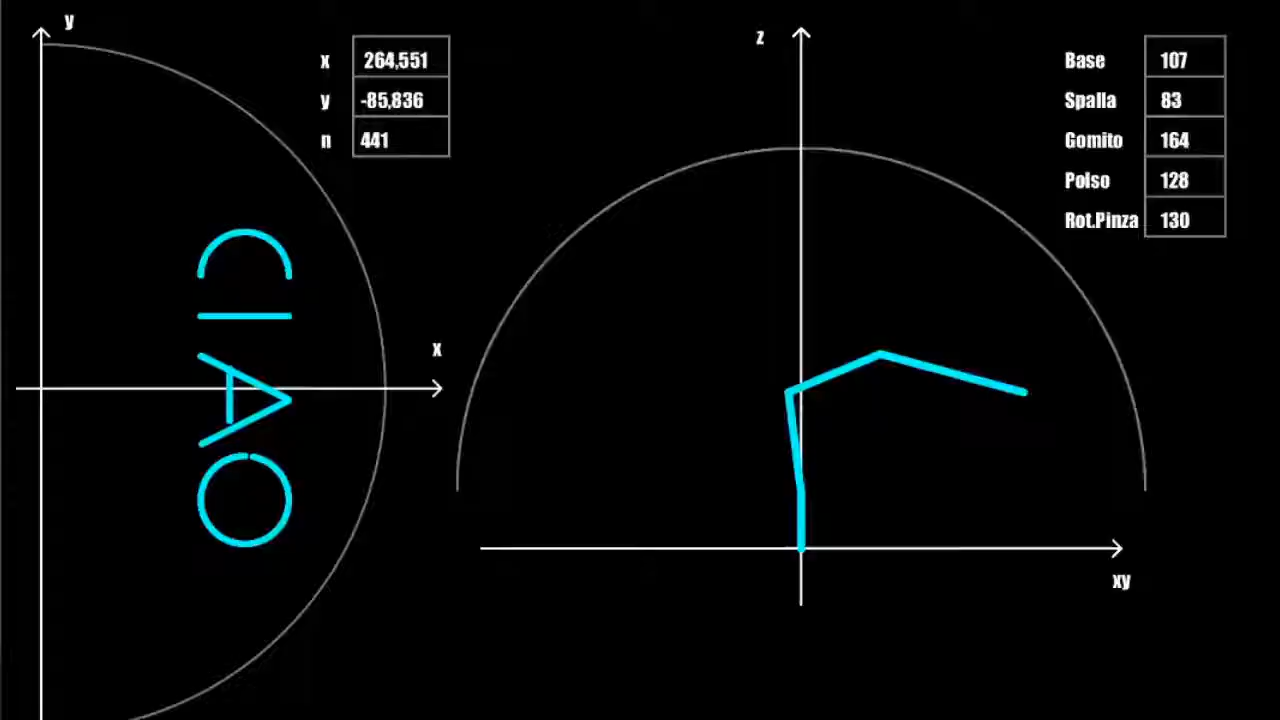 y
x 264,551
y -85,836
n 441
x
CIAO
z
xy
Base 107
Spalla 83
Gomito 164
Polso 128
Rot.Pinza 130